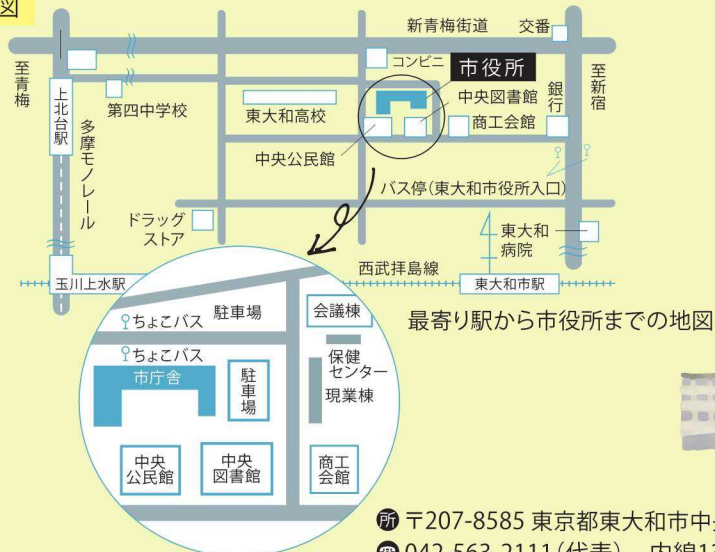 図
新青梅街道
交番
コンビニ
市役所
至青梅
至新宿
上北台駅
第四中学校
東大和高校
中央図書館
銀行
商工会館
多摩モノレール
中央公民館
バス停(東大和市役所入口)
ドラッグ
ストア
東大和
病院
西武拝島線
玉川上水駅
東大和市駅
最寄り駅から市役所までの地図
ちょこバス
駐車場
会議棟
ちょこバス
保健
センター
市庁舎
駐車場
現業棟
中央
公民館
中央
図書館
商工
会館
所 〒207-8585 東京都東大和市中
042-563-2111(代表)